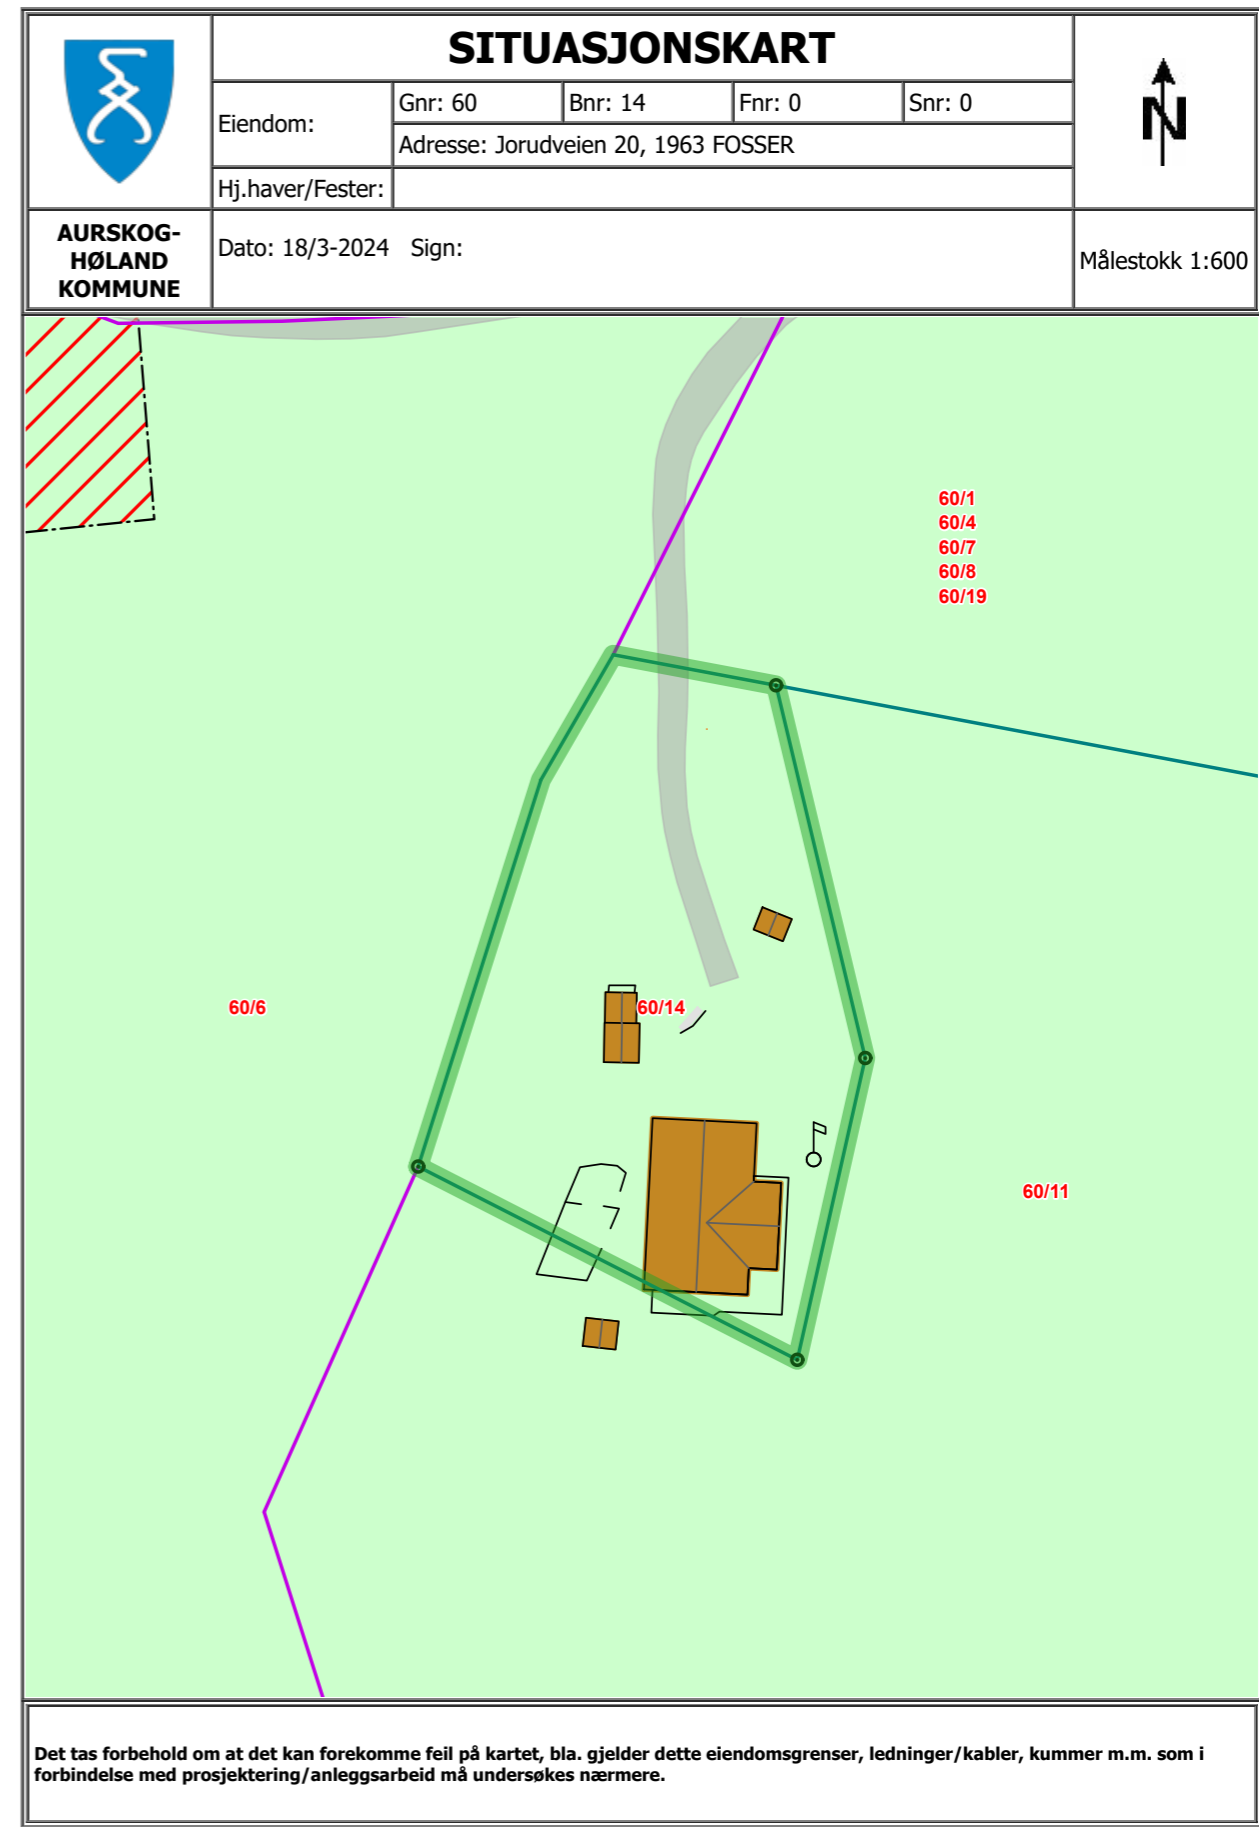 SITUASJONSKART
Eiendom:
Gnr: 60
Bnr: 14
Fnr: 0
Snr: 0
Adresse: Jorudveien 20, 1963 FOSSER
Hj.haver/Fester:
N
AURSKOG-
HØLAND
KOMMUNE
Dato: 18/3-2024 Sign:
Målestokk 1:600
60/1
60/4
60/7
60/8
60/19
60/6
60/14
60/11
Det tas forbehold om at det kan forekomme feil på kartet, bla. gjelder dette eiendomsgrenser, ledninger/kabler, kummer m.m. som i
forbindelse med prosjektering/anleggsarbeid må undersøkes nærmere.